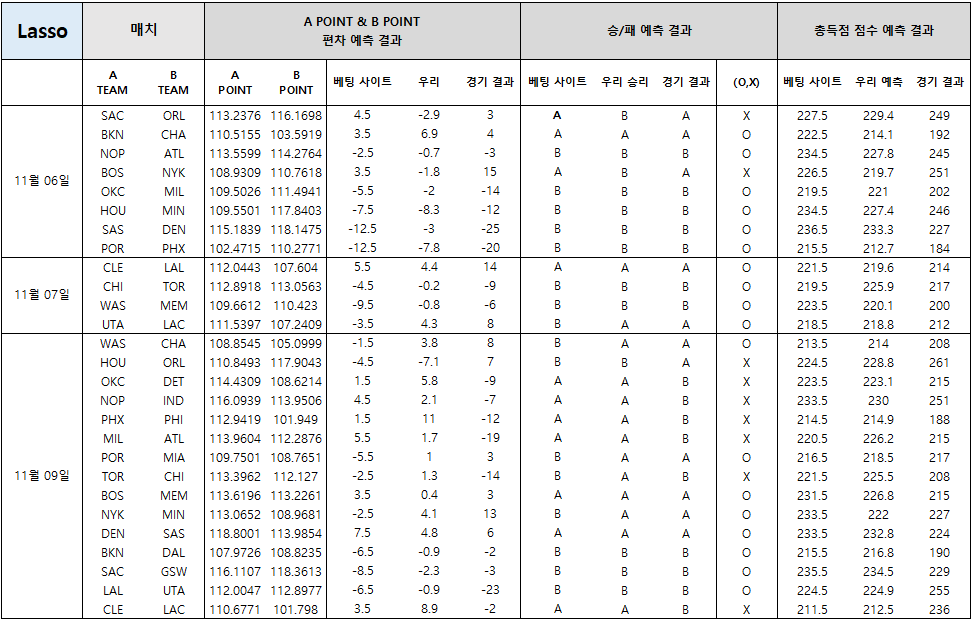 Lasso 매치 A POINT & B POINT 편차 예측 결과 승/패 예측 결과 총득점 점수 예측 결과
A TEAM B TEAM A POINT B POINT 베팅 사이트 우리 경기 결과 베팅 사이트 우리 승리 경기 결과 (O,X) 베팅 사이트 우리 예측 경기 결과
11월 06일
SAC ORL 113.2376 116.1698 4.5 -2.9 3 A B A X 227.5 229.4 249
BKN CHA 110.5155 103.5919 3.5 6.9 4 A A A O 222.5 214.1 192
NOP ATL 113.5599 114.2764 -2.5 -0.7 -3 B B B O 234.5 227.8 245
BOS NYK 108.9309 110.7618 3.5 -1.8 15 A B A X 226.5 219.7 251
OKC MIL 109.5026 111.4941 -5.5 -2 -14 B B B O 219.5 221 202
HOU MIN 109.5501 117.8403 -7.5 -8.3 -12 B B B O 234.5 227.4 246
SAS DEN 115.1839 118.1475 -12.5 -3 -25 B B B O 236.5 233.3 227
POR PHX 102.4715 110.2771 -12.5 -7.8 -20 B B B O 215.5 212.7 184
11월 07일
CLE LAL 112.0443 107.604 5.5 4.4 14 A A A O 221.5 219.6 214
CHI TOR 112.8918 113.0563 -4.5 -0.2 -9 B B B O 219.5 225.9 217
WAS MEM 109.6612 110.423 -9.5 -0.8 -6 B B B O 223.5 220.1 200
UTA LAC 111.5397 107.2409 -3.5 4.3 8 B A A O 218.5 218.8 212
11월 09일
WAS CHA 108.8545 105.0999 -1.5 3.8 8 B A A O 213.5 214 208
HOU ORL 110.8493 117.9043 -4.5 -7.1 7 B B A X 224.5 228.8 261
OKC DET 114.4309 108.6214 1.5 5.8 -9 A A B X 223.5 223.1 215
NOP IND 116.0939 113.9506 4.5 2.1 -7 A A B X 233.5 230 251
PHX PHI 112.9419 101.949 1.5 11 -12 A A B X 214.5 214.9 188
MIL ATL 113.9604 112.2876 5.5 1.7 -19 A A B X 220.5 226.2 215
POR MIA 109.7501 108.7651 -5.5 1 3 B A B O 216.5 218.5 217
TOR CHI 113.3962 112.127 -2.5 1.3 -14 B A B X 221.5 225.5 208
BOS MEM 113.6196 113.2261 3.5 0.4 3 A A A O 231.5 226.8 215
NYK MIN 113.0652 108.9681 -2.5 4.1 13 B A A O 233.5 222 227
DEN SAS 118.8001 113.9854 7.5 4.8 6 A A A O 233.5 232.8 224
BKN DAL 107.9726 108.8235 -6.5 -0.9 -2 B B B O 215.5 216.8 190
SAC GSW 116.1107 118.3613 -8.5 -2.3 -3 B B B O 235.5 234.5 229
LAL UTA 112.0047 112.8977 -6.5 -0.9 -23 B B B O 224.5 224.9 255
CLE LAC 110.6771 101.798 3.5 8.9 -2 A A B X 211.5 212.5 236